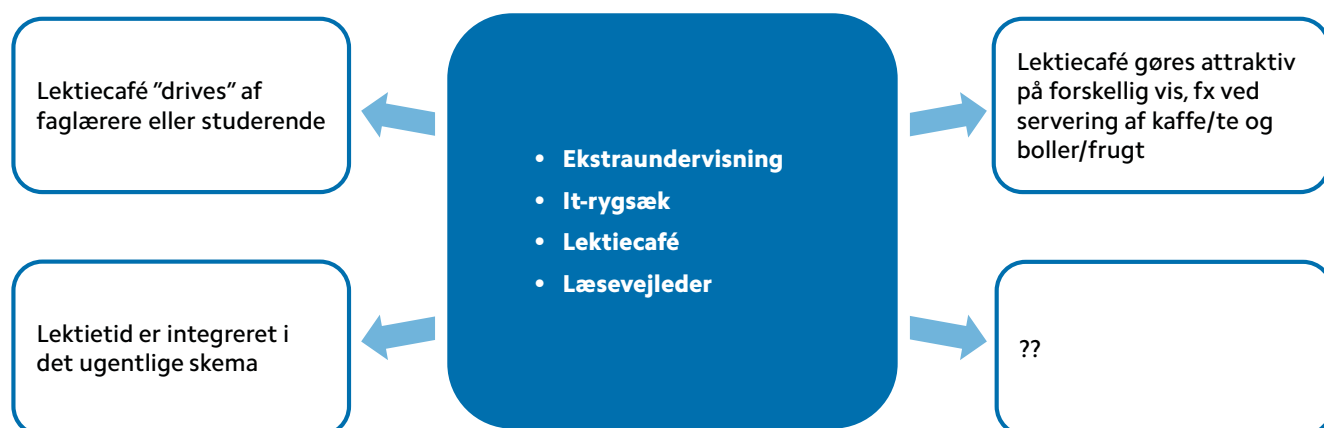 Lektiecafé ”drives” af
faglærere eller studerende
Lektietid er integreret i
det ugentlige skema
• Ekstraundervisning
• It-rygsæk
• Lektiecafé
• Læsevejleder
Lektiecafé gøres attraktiv
på forskellig vis, fx ved
servering af kaffe/te og
boller/frugt
??